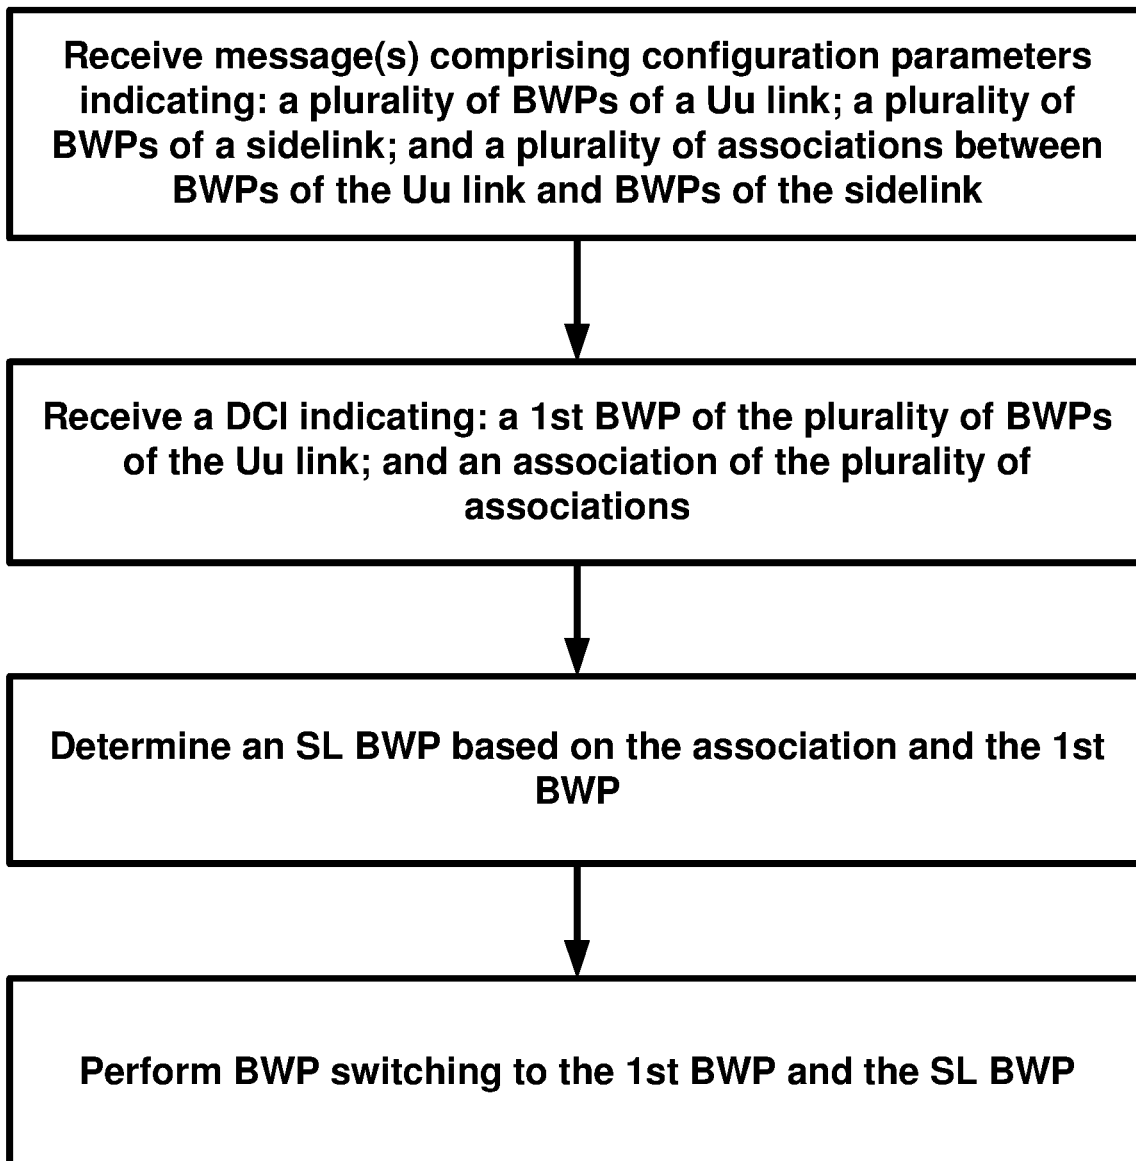 Receive message(s) comprising configuration parameters
indicating: a plurality of BWPs of a Uu link; a plurality of
BWPs of a sidelink; and a plurality of associations between
BWPs of the Uu link and BWPs of the sidelink
Receive a DCI indicating: a 1st BWP of the plurality of BWPs
of the Uu link; and an association of the plurality of
associations
Determine an SL BWP based on the association and the 1st
BWP
Perform BWP switching to the 1st BWP and the SL BWP